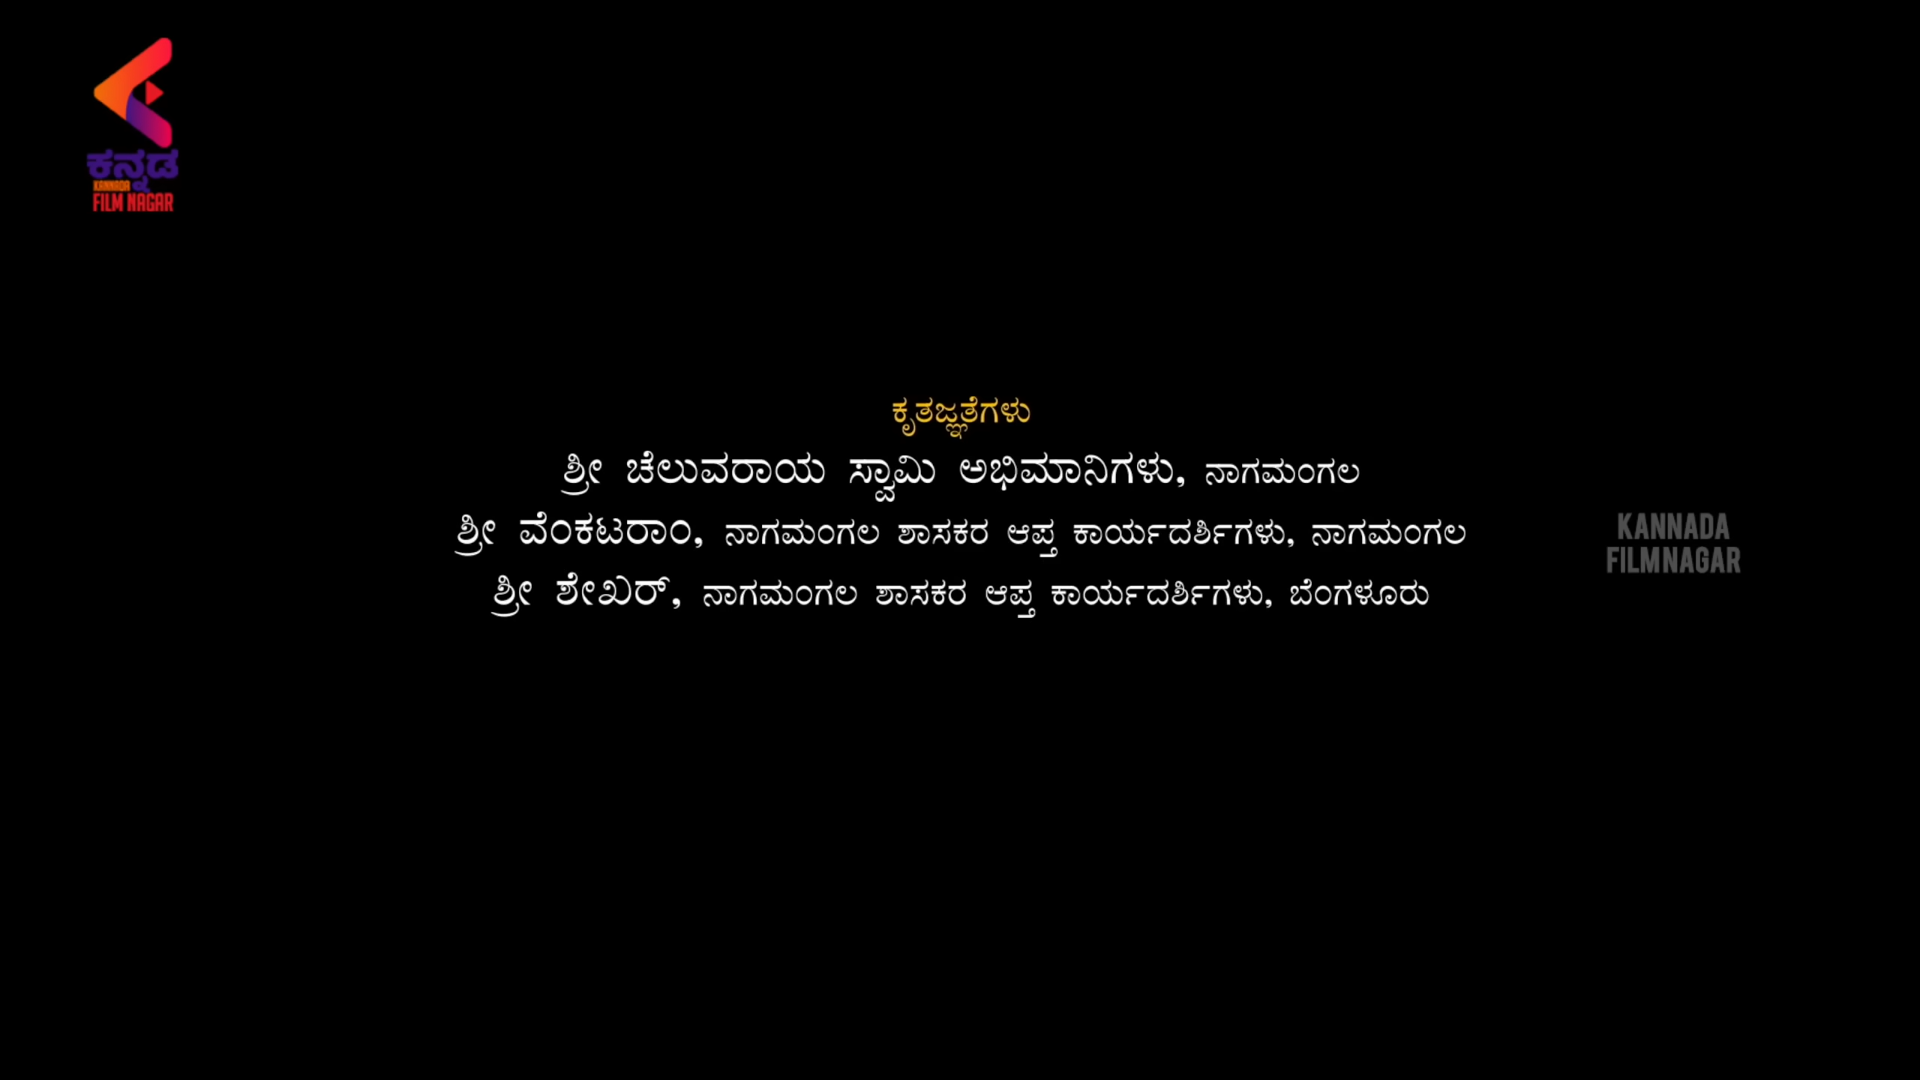 ಕನ್ನಡ
KANNADA
FILM NAGAR
ಕೃತಜ್ಞತೆಗಳು
ಶ್ರೀ ಚೆಲುವರಾಯ ಸ್ವಾಮಿ ಅಭಿಮಾನಿಗಳು, ನಾಗಮಂಗಲ
ಶ್ರೀ ವೆಂಕಟರಾಂ, ನಾಗಮಂಗಲ ಶಾಸಕರ ಆಪ್ತ ಕಾರ್ಯದರ್ಶಿಗಳು, ನಾಗಮಂಗಲ
ಶ್ರೀ ಶೇಖರ್, ನಾಗಮಂಗಲ ಶಾಸಕರ ಆಪ್ತ ಕಾರ್ಯದರ್ಶಿಗಳು, ಬೆಂಗಳೂರು
KANNADA
FILMNAGAR